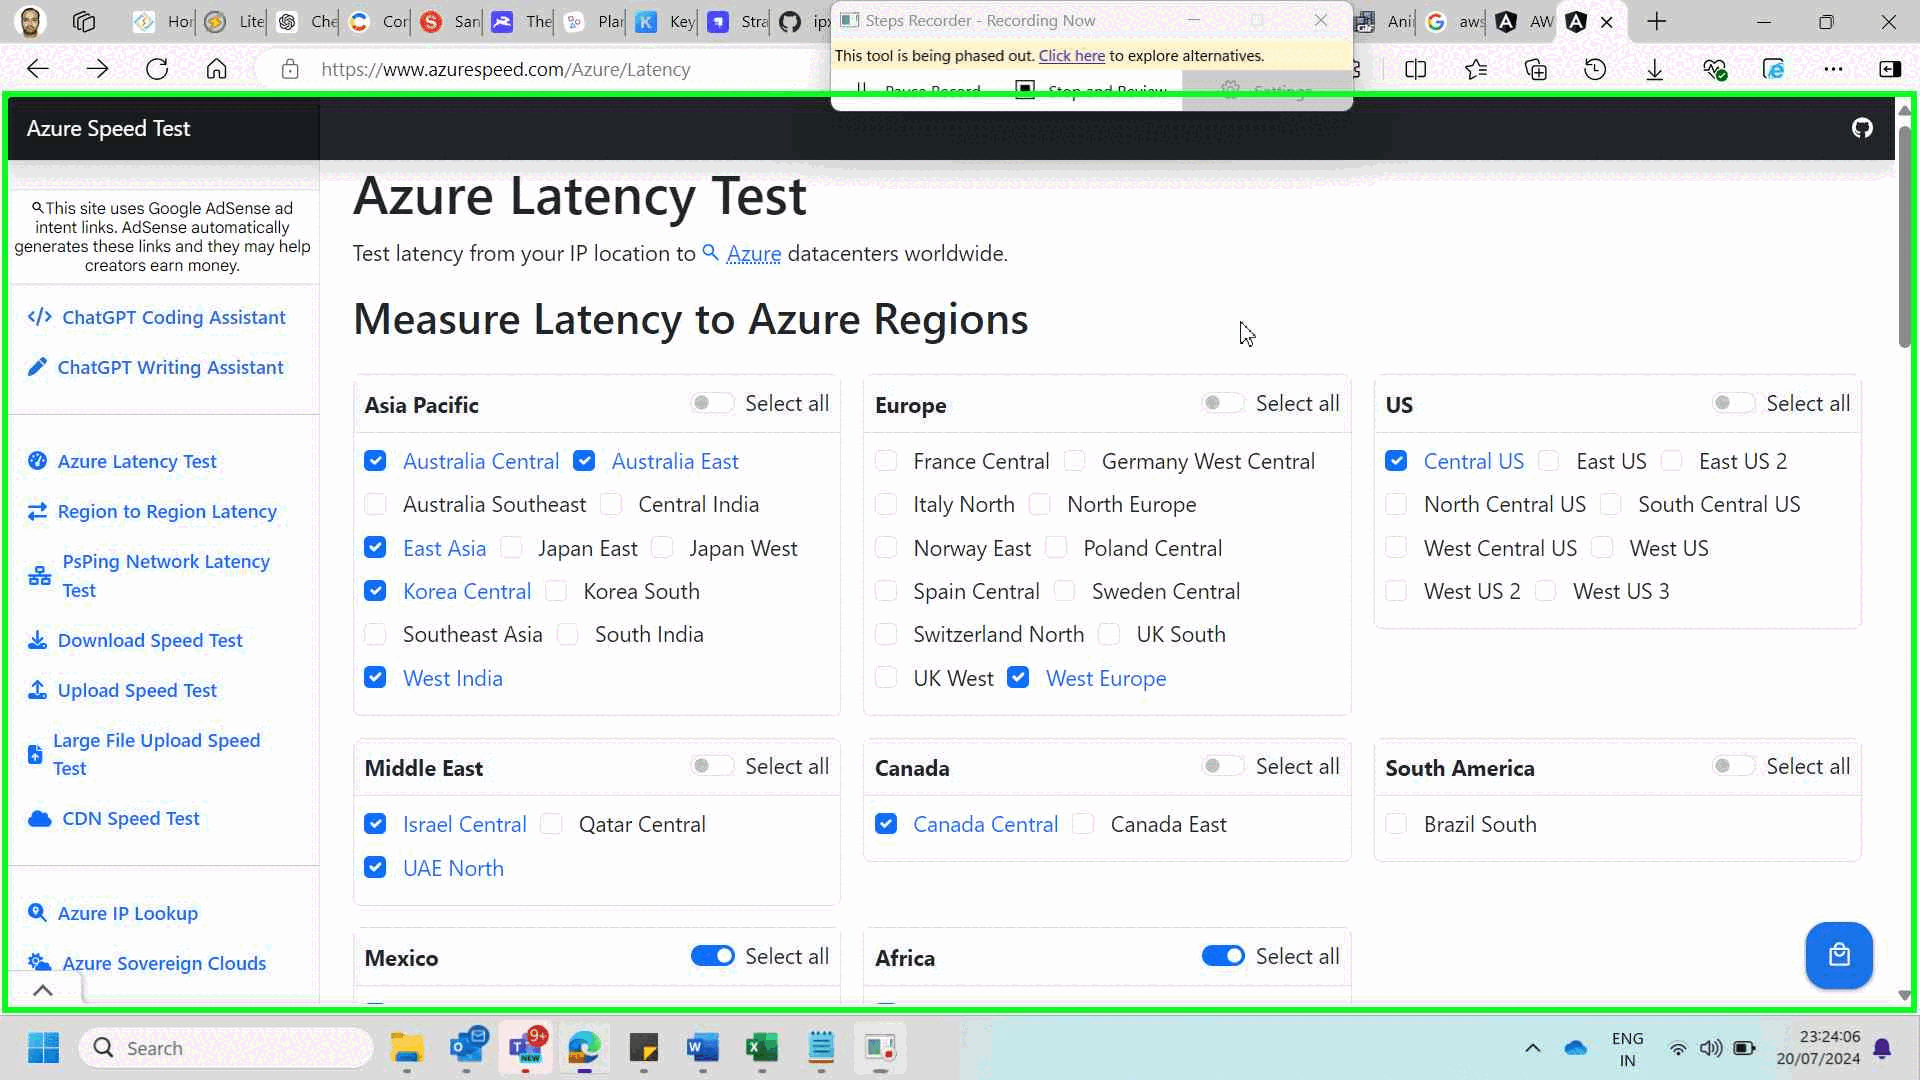 Hor
Lite
Che
Cor
San
The
Plar
Key
Stra
ipx
Steps Recorder - Recording Now
Ani
aws
AW
This tool is being phased out. Click here to explore alternatives.
https://www.azurespeed.com/Azure/Latency
Pause Record
Stop and Review
Settings
Azure Speed Test
This site uses Google AdSense ad
intent links. AdSense automatically
generates these links and they may help
creators earn money.
ChatGPT Coding Assistant
ChatGPT Writing Assistant
Azure Latency Test
Region to Region Latency
PsPing Network Latency
Test
Download Speed Test
Upload Speed Test
Large File Upload Speed
Test
CDN Speed Test
Azure IP Lookup
Azure Sovereign Clouds
Azure Latency Test
Test latency from your IP location to Azure datacenters worldwide.
Measure Latency to Azure Regions
Asia Pacific Select all
Australia Central Australia East
Australia Southeast Central India
East Asia Japan East Japan West
Korea Central Korea South
Southeast Asia South India
West India
Europe Select all
France Central Germany West Central
Italy North North Europe
Norway East Poland Central
Spain Central Sweden Central
Switzerland North UK South
UK West West Europe
US Select all
Central US East US East US 2
North Central US South Central US
West Central US West US
West US 2 West US 3
Middle East Select all
Israel Central Qatar Central
UAE North
Canada Select all
Canada Central Canada East
South America Select all
Brazil South
Mexico Select all
Africa Select all
Search
9+
NEW
ENG
IN
23:24:06
20/07/2024